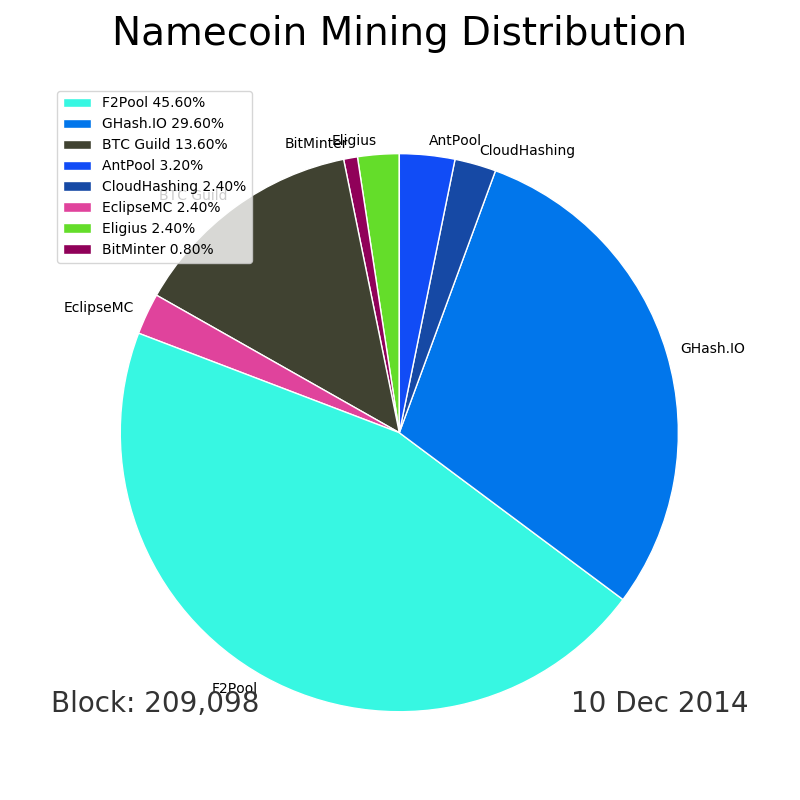 Namecoin Mining Distribution
F2Pool 45.60%
GHash.IO 29.60%
BTC Guild 13.60%
AntPool 3.20%
CloudHashing 2.40%
EclipseMC 2.40%
Eligius 2.40%
BitMinter 0.80%
BitMinter
Eligius
AntPool
CloudHashing
BTC Guild
EclipseMC
GHash.IO
F2Pool
Block: 209,098
10 Dec 2014